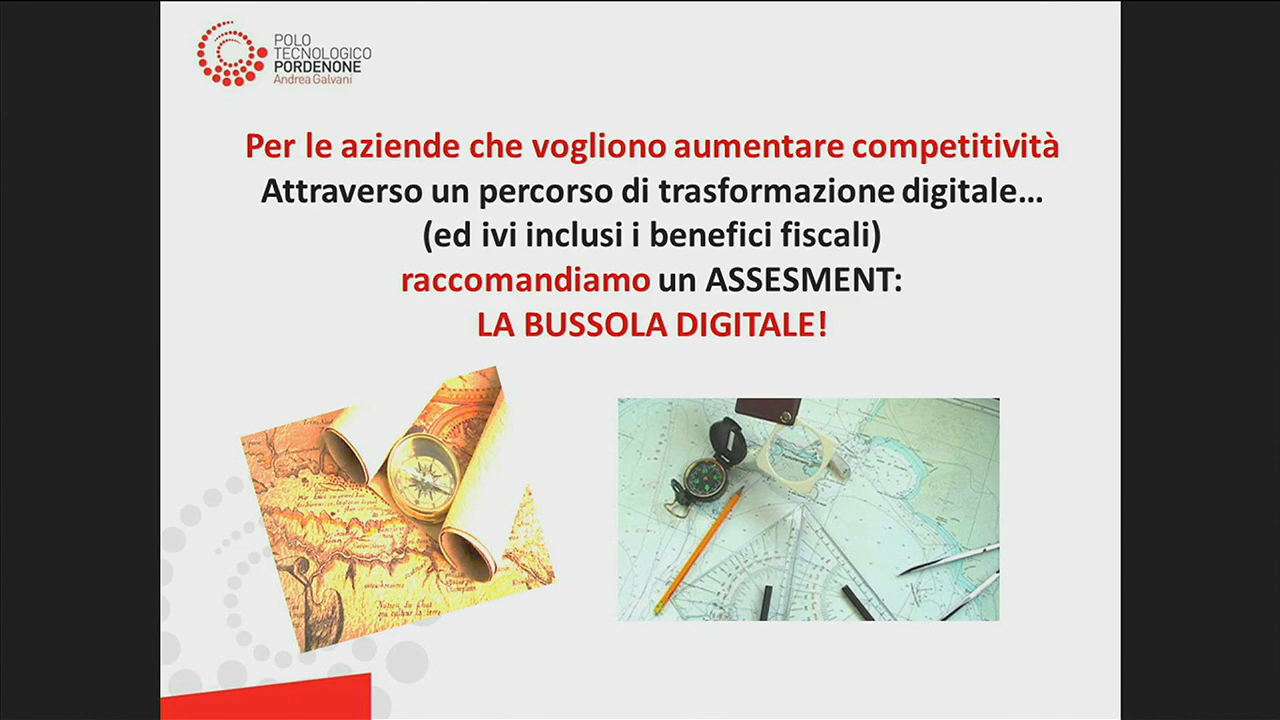 POLO
TECNOLOGICO
PORDENONE
Andrea Galvani
Per le aziende che vogliono aumentare competitività
Attraverso un percorso di trasformazione digitale...
(ed ivi inclusi i benefici fiscali)
raccomandiamo un ASSESMENT:
LA BUSSOLA DIGITALE!